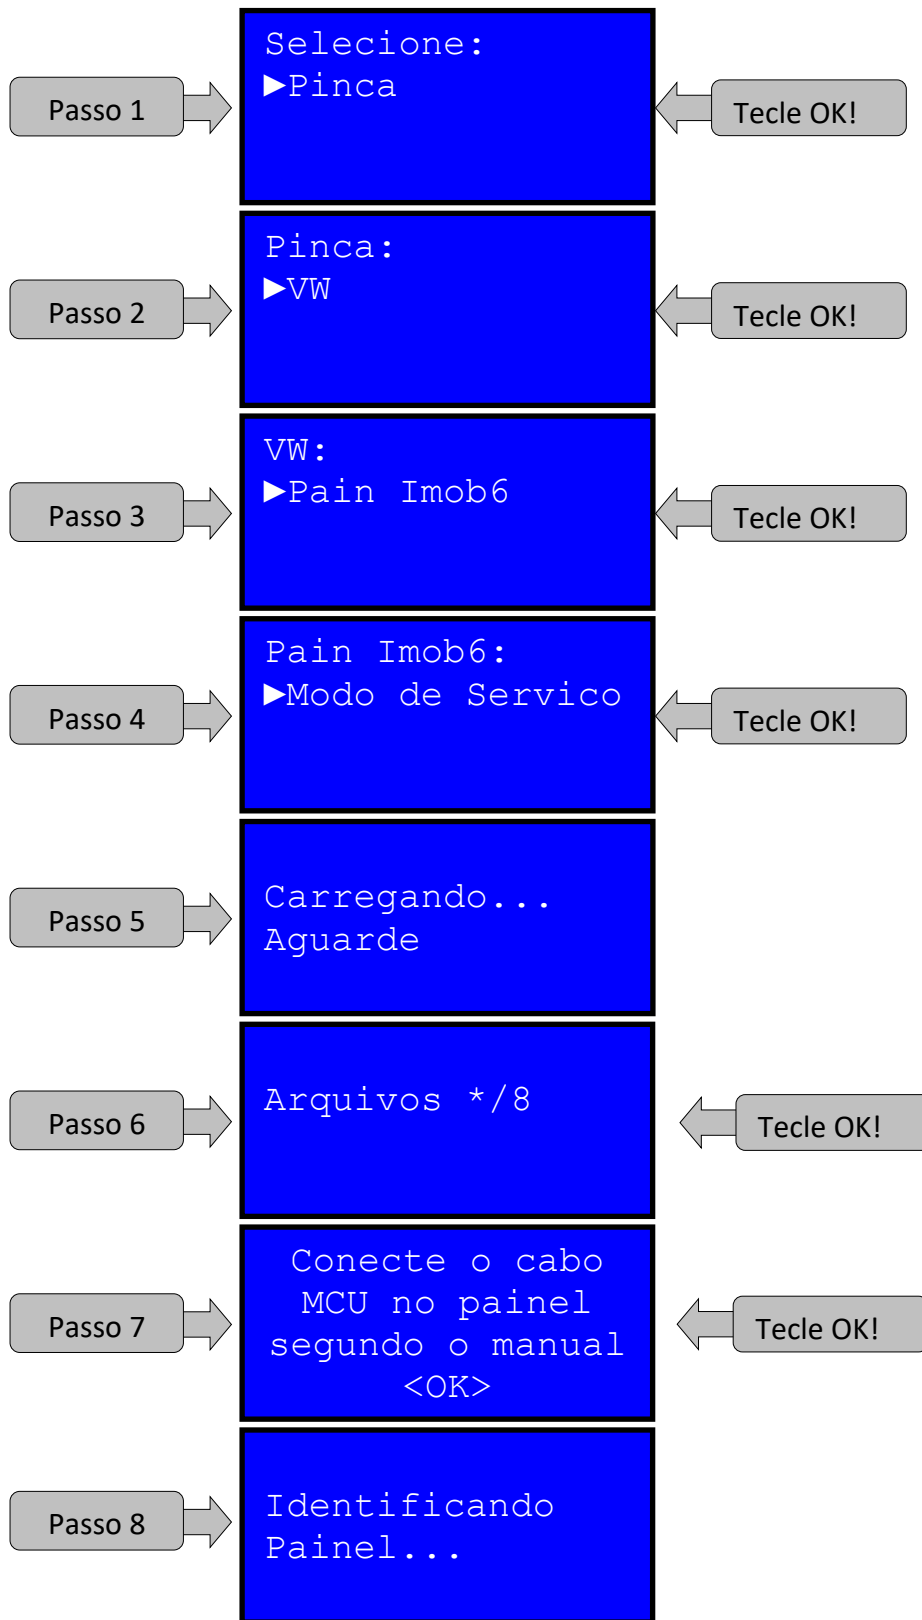 Selecione:
Passo 1
►Pinca
Tecle OK!
Pinca:
Passo 2
►VW
Tecle OK!
VW:
Passo 3
►Pain Imob6
Tecle OK!
Pain Imob6:
Passo 4
►Modo de Servico
Tecle OK!
Passo 5
Carregando...
Aguarde
Passo 6
Arquivos */8
Tecle OK!
Passo 7
Conecte o cabo
MCU no painel
segundo o manual
<OK>
Tecle OK!
Passo 8
Identificando
Painel...